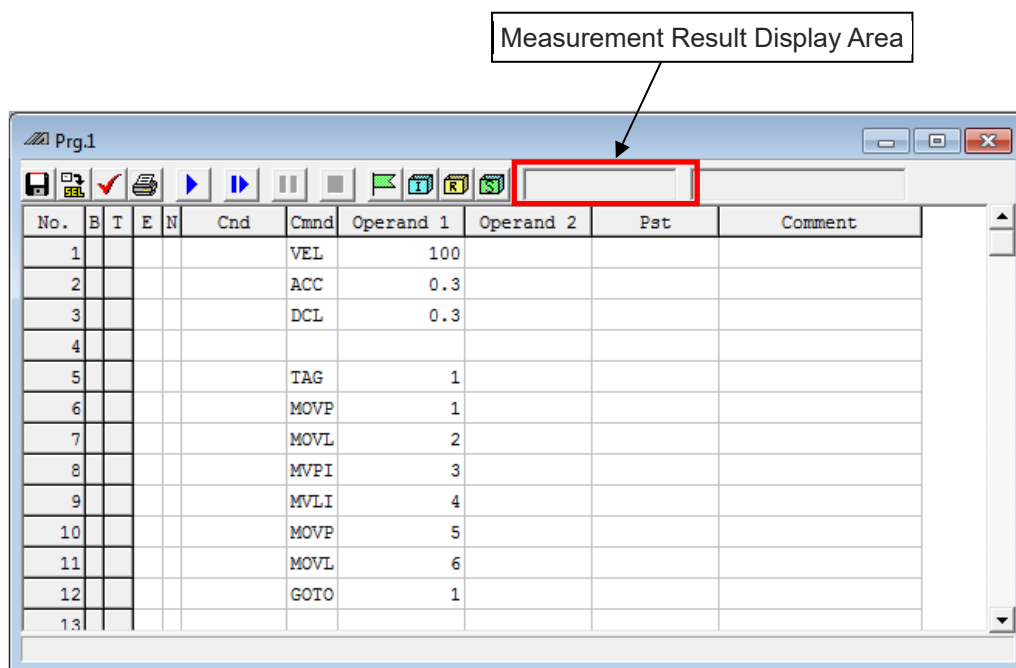 Measurement Result Display Area
Prg.1
SEL I R S
No. B T E N Cnd Cmnd Operand 1 Operand 2 Pst Comment
1 VEL 100
2 ACC 0.3
3 DCL 0.3
4
5 TAG 1
6 MOVP 1
7 MOVL 2
8 MVPI 3
9 MVLI 4
10 MOVP 5
11 MOVL 6
12 GOTO 1
13